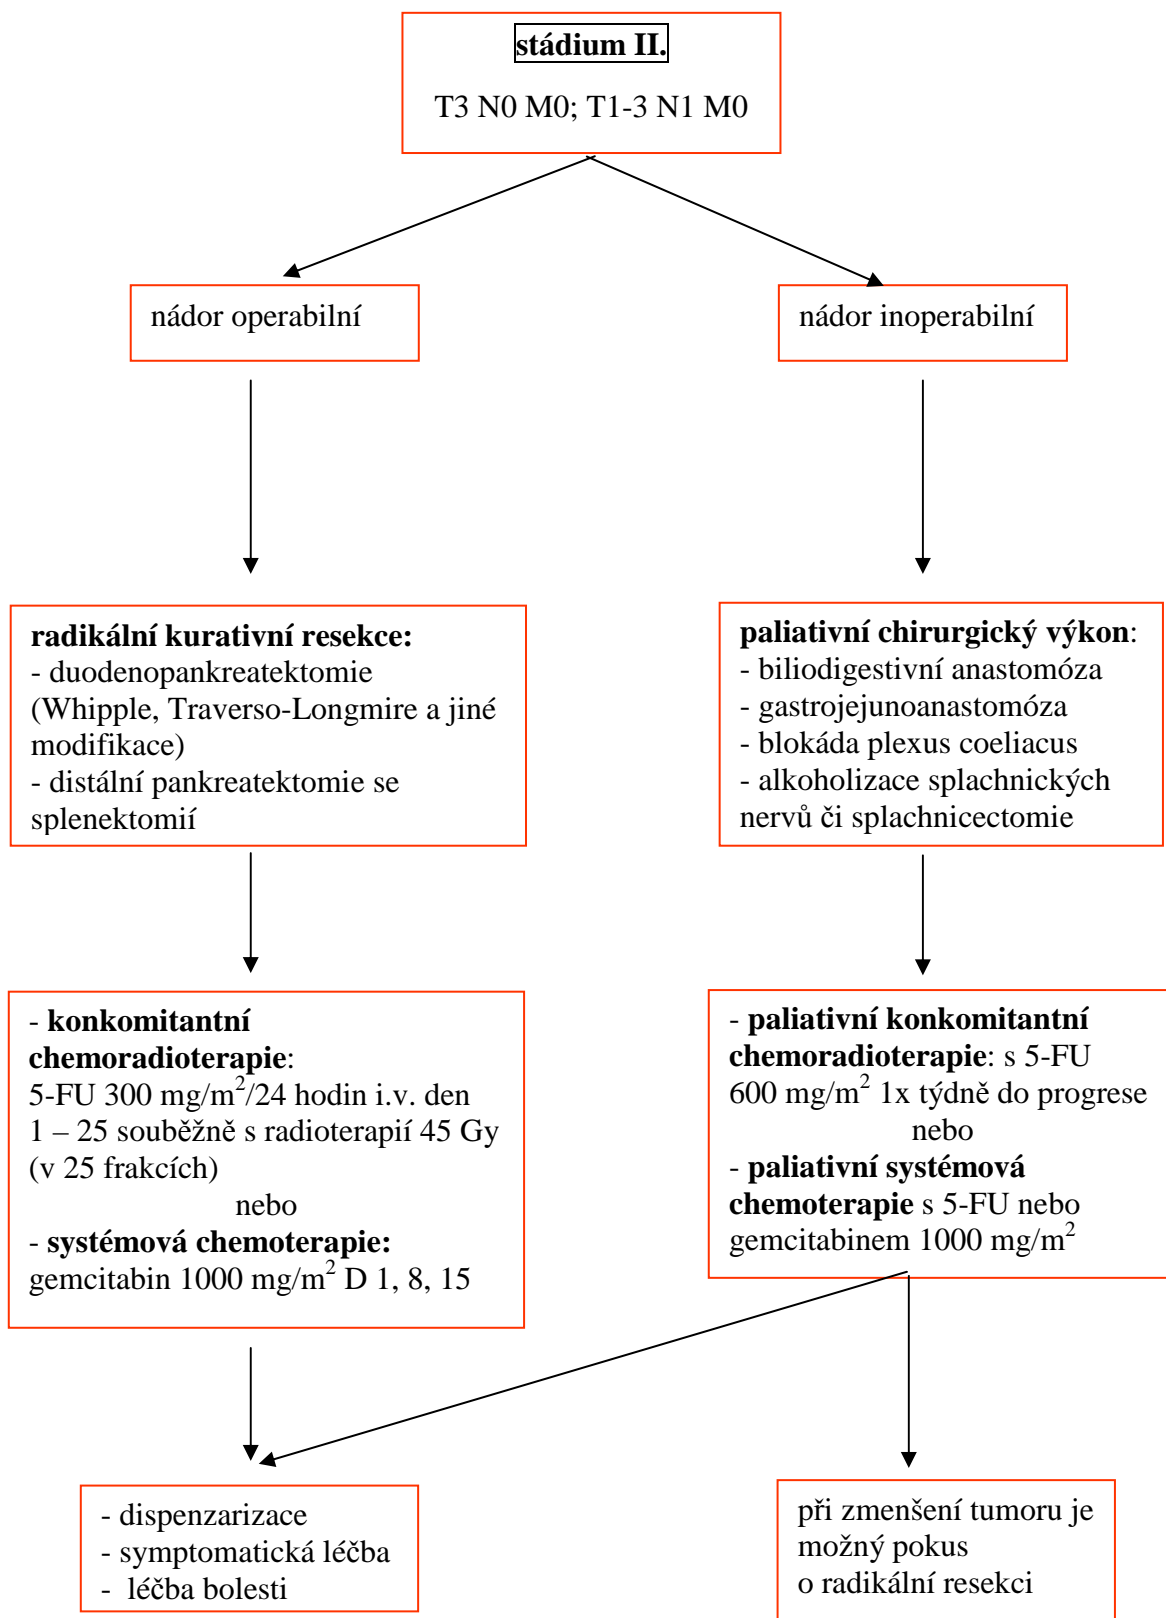 stádium II.
T3 N0 M0; T1-3 N1 M0
nádor operabilní
nádor inoperabilní
radikální kurativní resekce:
- duodenopankreatektomie
(Whipple, Traverso-Longmire a jiné
modifikace)
- distální pankreatektomie se
splenektomií
paliativní chirurgický výkon:
- biliodigestivní anastomóza
- gastrojejunoanastomóza
- blokáda plexus coeliacus
- alkoholizace splachnických
nervů či splachnicectomie
- konkomitantní
chemoradioterapie:
5-FU 300 mg/m²/24 hodin i.v. den
1 – 25 souběžně s radioterapií 45 Gy
(v 25 frakcích)
nebo
- systémová chemoterapie:
gemcitabin 1000 mg/m² D 1, 8, 15
- paliativní konkomitantní
chemoradioterapie: s 5-FU
600 mg/m² 1x týdně do progrese
nebo
- paliativní systémová
chemoterapie s 5-FU nebo
gemcitabinem 1000 mg/m²
- dispenzarizace
- symptomatická léčba
- léčba bolesti
při zmenšení tumoru je
možný pokus
o radikální resekci